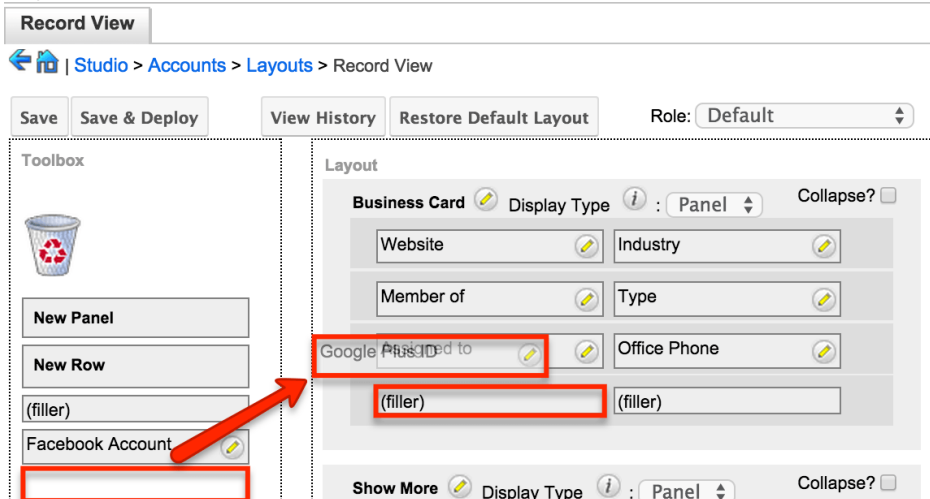 Record View
| Studio > Accounts > Layouts > Record View
Save Save & Deploy View History Restore Default Layout Role: Default
Toolbox
Layout
Business Card Display Type i : Panel Collapse?
Website Industry
Member of Type
New Panel
Google Plus ID Assigned to Office Phone
New Row
(filler) (filler)
(filler)
Facebook Account
Show More Display Type i : Panel Collapse?